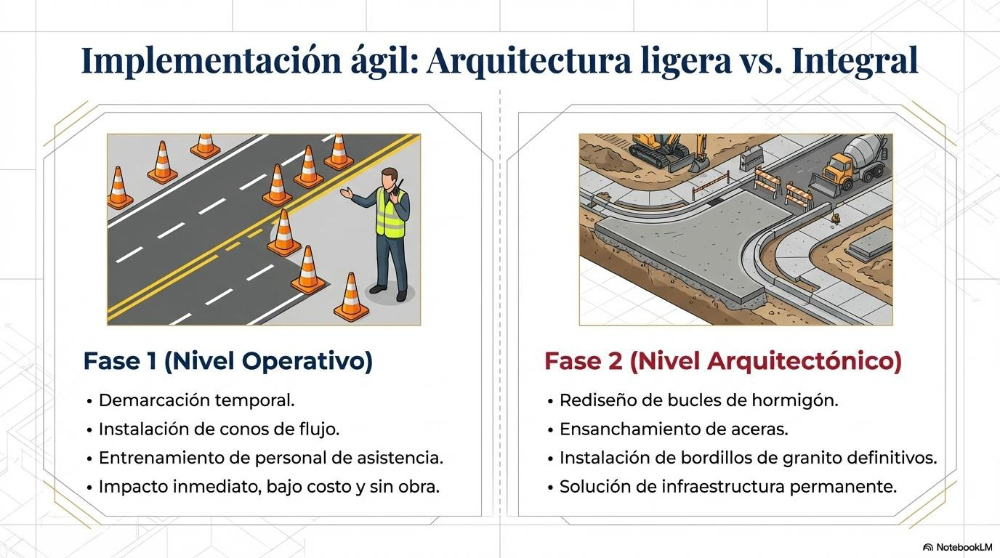 Implementación ágil: Arquitectura ligera vs. Integral
Fase 1 (Nivel Operativo)
• Demarcación temporal.
• Instalación de conos de flujo.
• Entrenamiento de personal de asistencia.
• Impacto inmediato, bajo costo y sin obra.
Fase 2 (Nivel Arquitectónico)
• Rediseño de bucles de hormigón.
• Ensanchamiento de aceras.
• Instalación de bordillos de granito definitivos.
• Solución de infraestructura permanente.
NotebookLM